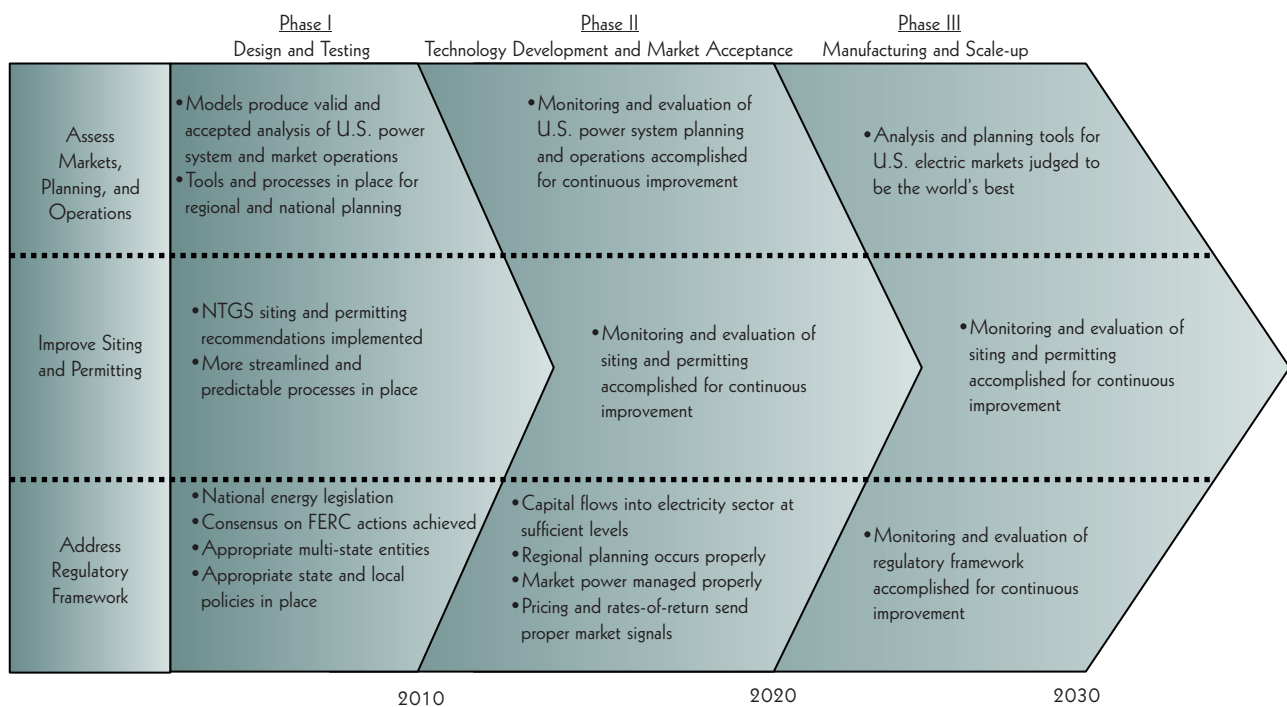 Phase I
Design and Testing
Phase II
Technology Development and Market Acceptance
Phase III
Manufacturing and Scale-up
Assess
Markets,
Planning, and
Operations
•Models produce valid and
accepted analysis of U.S. power
system and market operations
•Tools and processes in place for
regional and national planning
•Monitoring and evaluation of
U.S. power system planning
and operations accomplished
for continuous improvement
•Analysis and planning tools for
U.S. electric markets judged to
be the world's best
Improve Siting
and Permitting
•NTGS siting and permitting
recommendations implemented
•More streamlined and
predictable processes in place
•Monitoring and evaluation of
siting and permitting
accomplished for continuous
improvement
•Monitoring and evaluation of
siting and permitting
accomplished for continuous
improvement
Address
Regulatory
Framework
•National energy legislation
•Consensus on FERC actions achieved
•Appropriate multi-state entities
•Appropriate state and local
policies in place
•Capital flows into electricity sector at
sufficient levels
•Regional planning occurs properly
•Market power managed properly
•Pricing and rates-of-return send
proper market signals
•Monitoring and evaluation of
regulatory framework
accomplished for continuous
improvement
2010
2020
2030